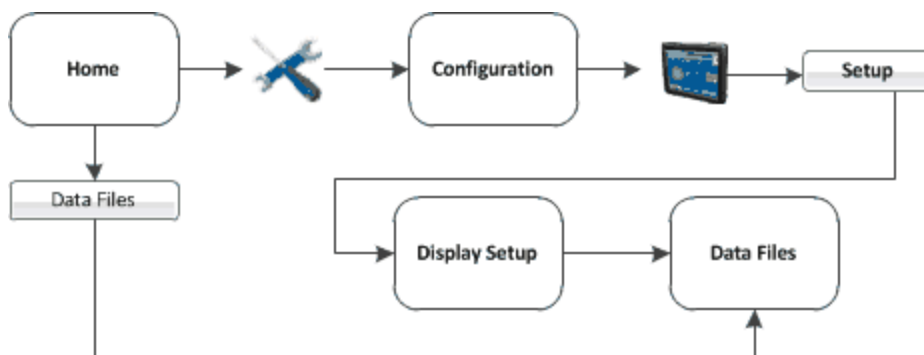 Home
Configuration
Setup
Data Files
Display Setup
Data Files